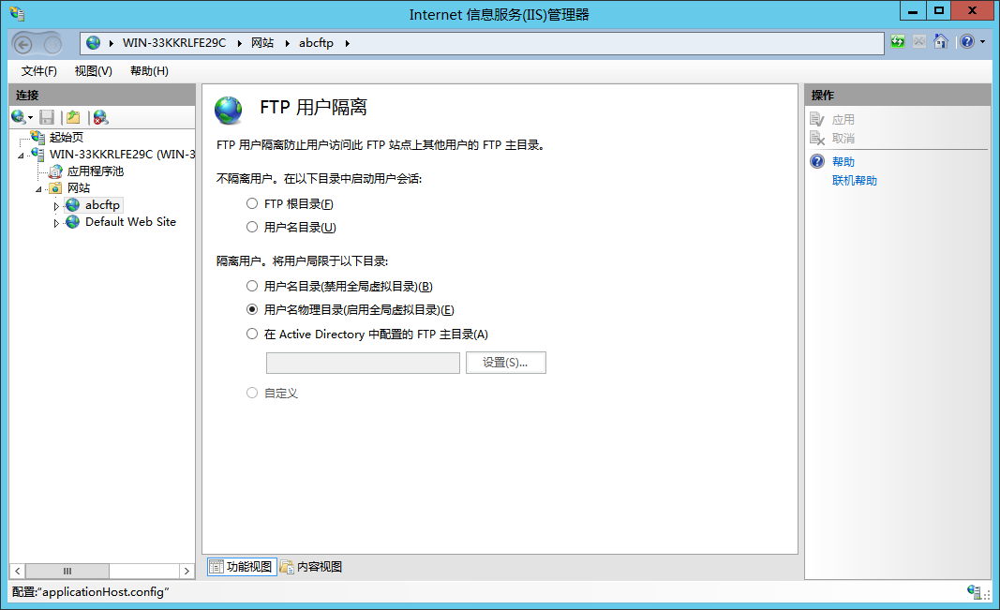 Internet 信息服务(IIS)管理器
WIN-33KKRLFE29C 网站 abcftp
文件(F) 视图(V) 帮助(H)
连接
起始页
WIN-33KKRLFE29C (WIN-3
应用程序池
网站
abcftp
Default Web Site
FTP 用户隔离
FTP 用户隔离防止用户访问此 FTP 站点上其他用户的 FTP 主目录。
不隔离用户。在以下目录中启动用户会话:
FTP 根目录(F)
用户名目录(U)
隔离用户。将用户局限于以下目录:
用户名目录(禁用全局虚拟目录)(B)
用户名物理目录(启用全局虚拟目录)(E)
在 Active Directory 中配置的 FTP 主目录(A)
设置(S)...
自定义
操作
应用
取消
帮助
联机帮助
功能视图 内容视图
配置:“applicationHost.config”